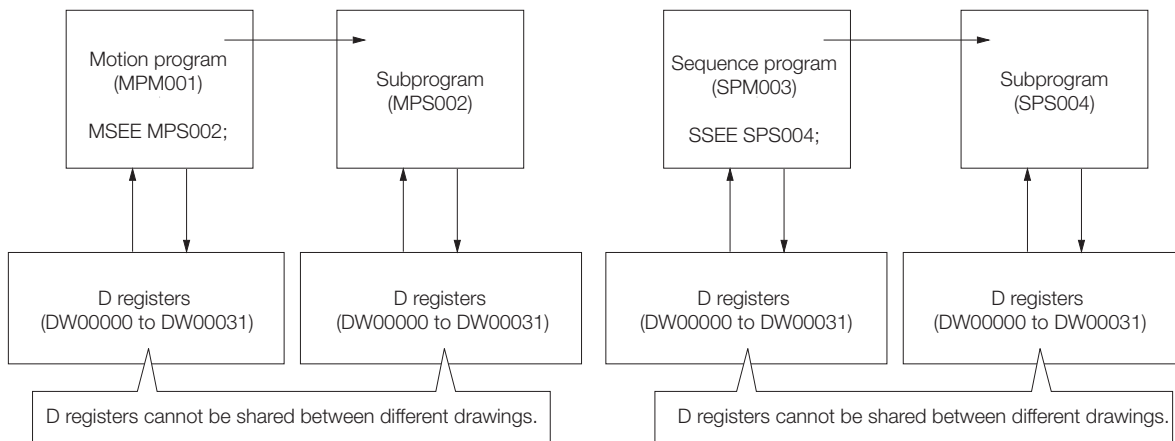 Motion program
(MPM001)
MSEE MPS002;
Subprogram
(MPS002)
Sequence program
(SPM003)
SSEE SPS004;
Subprogram
(SPS004)
D registers
(DW00000 to DW00031)
D registers
(DW00000 to DW00031)
D registers
(DW00000 to DW00031)
D registers
(DW00000 to DW00031)
D registers cannot be shared between different drawings.
D registers cannot be shared between different drawings.